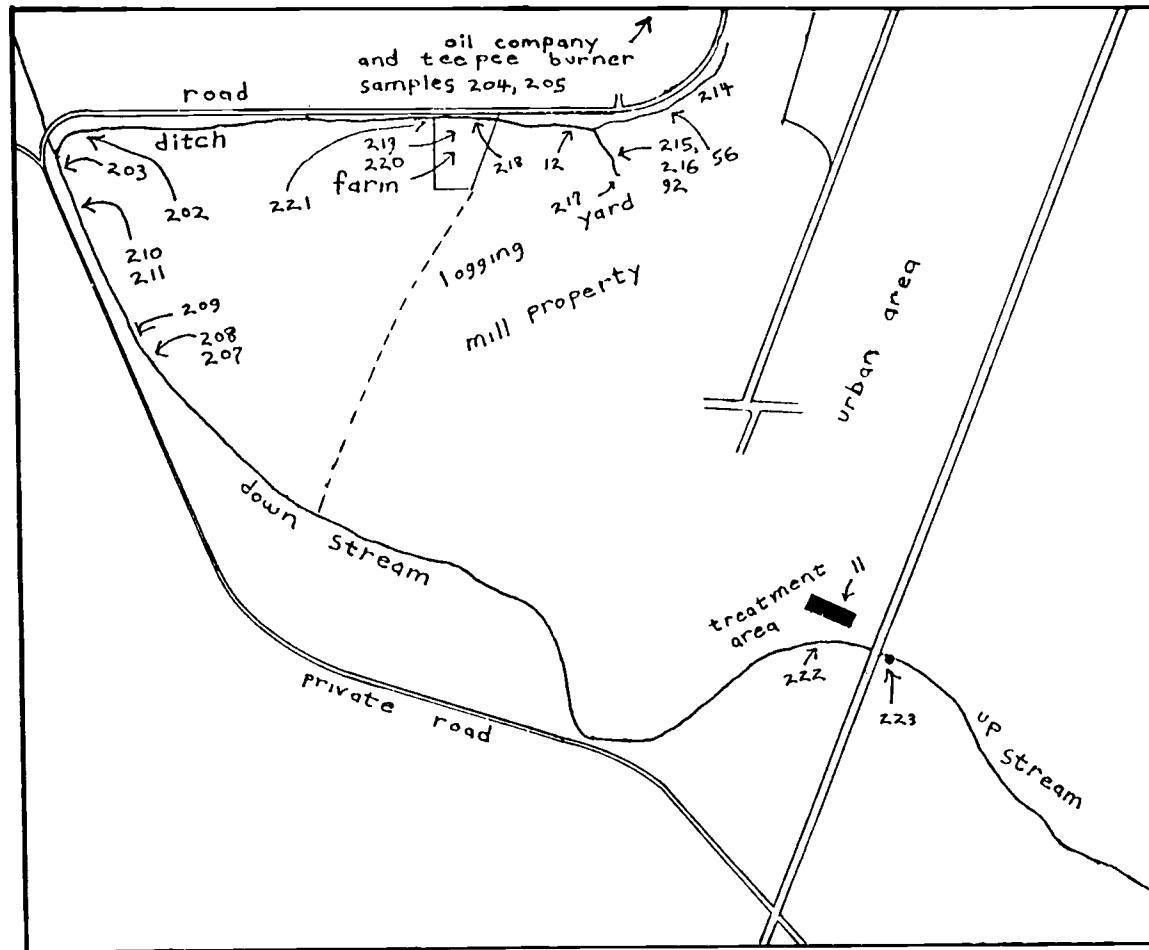 oil company
and teepee burner
samples 204, 205
road
214
ditch
219
220
farm
221
218
12
215,
216
92
56
217
yard
203
202
210
211
logging
mill property
209
208
207
urban area
down stream
treatment
area
11
222
223
private road
up stream